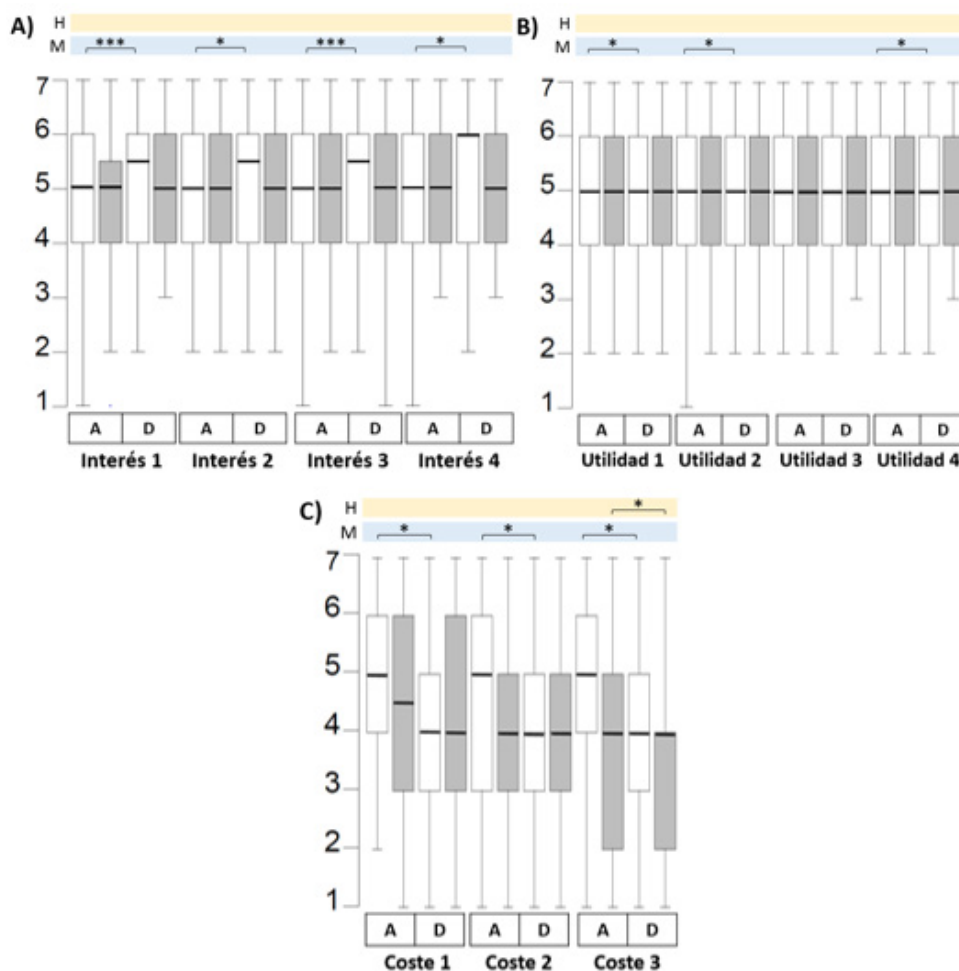 A)
H
M *** * *** *
7
6
5
4
3
2
1
A D A D A D A D
Interés 1 Interés 2 Interés 3 Interés 4
B)
H
M * * *
7
6
5
4
3
2
1
A D A D A D A D
Utilidad 1 Utilidad 2 Utilidad 3 Utilidad 4
C)
H *
M * * *
7
6
5
4
3
2
1
A D A D A D
Coste 1 Coste 2 Coste 3